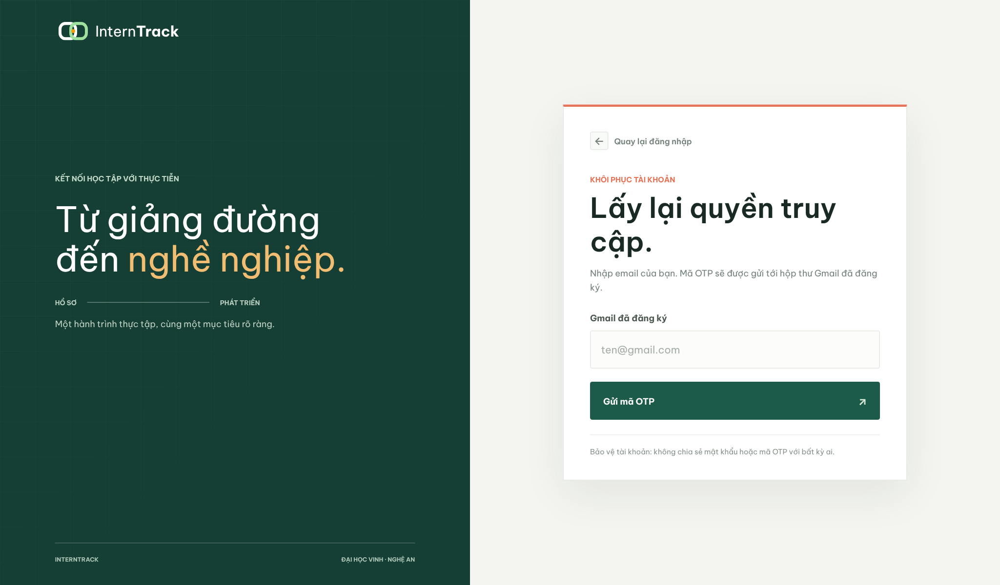 InternTrack
KẾT NỐI HỌC TẬP VỚI THỰC TIỄN
Từ giảng đường
đến nghề nghiệp.
HỒ SƠ PHÁT TRIỂN
Một hành trình thực tập, cùng một mục tiêu rõ ràng.
INTERNTRACK
ĐẠI HỌC VINH · NGHỆ AN
Quay lại đăng nhập
KHÔI PHỤC TÀI KHOẢN
Lấy lại quyền truy
cập.
Nhập email của bạn. Mã OTP sẽ được gửi tới hộp thư Gmail đã đăng
ký.
Gmail đã đăng ký
ten@gmail.com
Gửi mã OTP
Bảo vệ tài khoản: không chia sẻ mật khẩu hoặc mã OTP với bất kỳ ai.